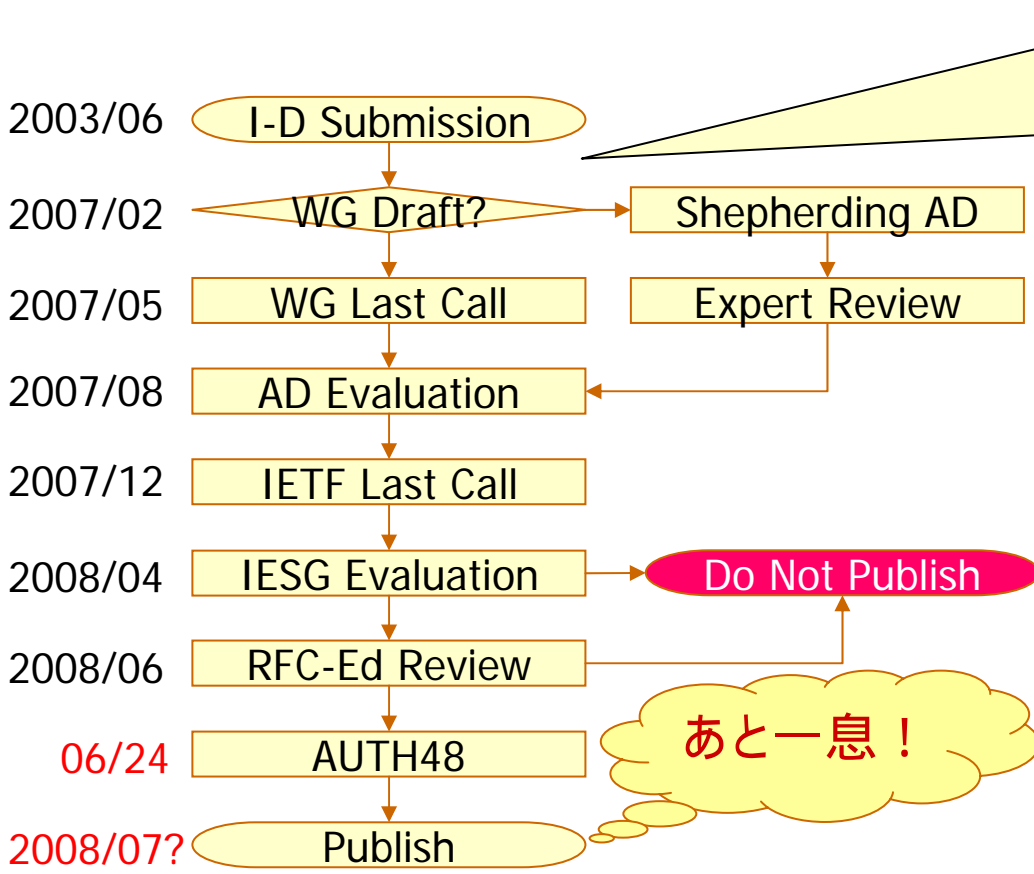 2003/06 I-D Submission
2007/02 WG Draft? Shepherding AD
2007/05 WG Last Call Expert Review
2007/08 AD Evaluation
2007/12 IETF Last Call
2008/04 IESG Evaluation Do Not Publish
2008/06 RFC-Ed Review
あと一息！
06/24 AUTH48
2008/07? Publish